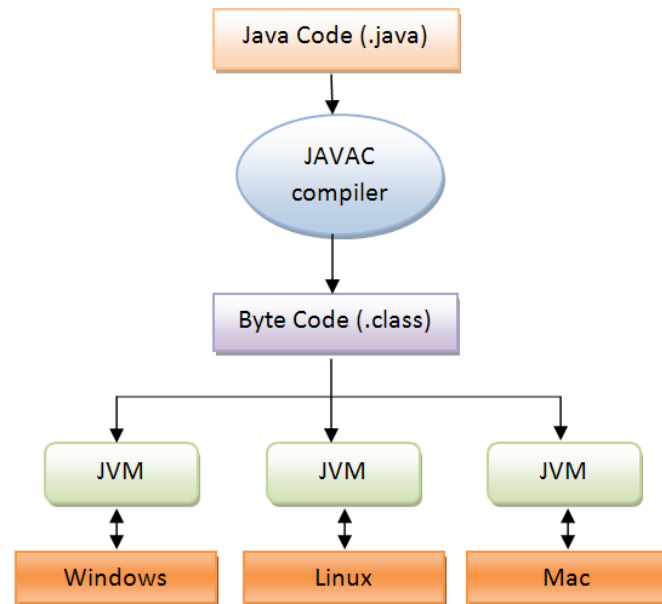 Java Code (.java)
JAVAC
compiler
Byte Code (.class)
JVM
JVM
JVM
Windows
Linux
Mac